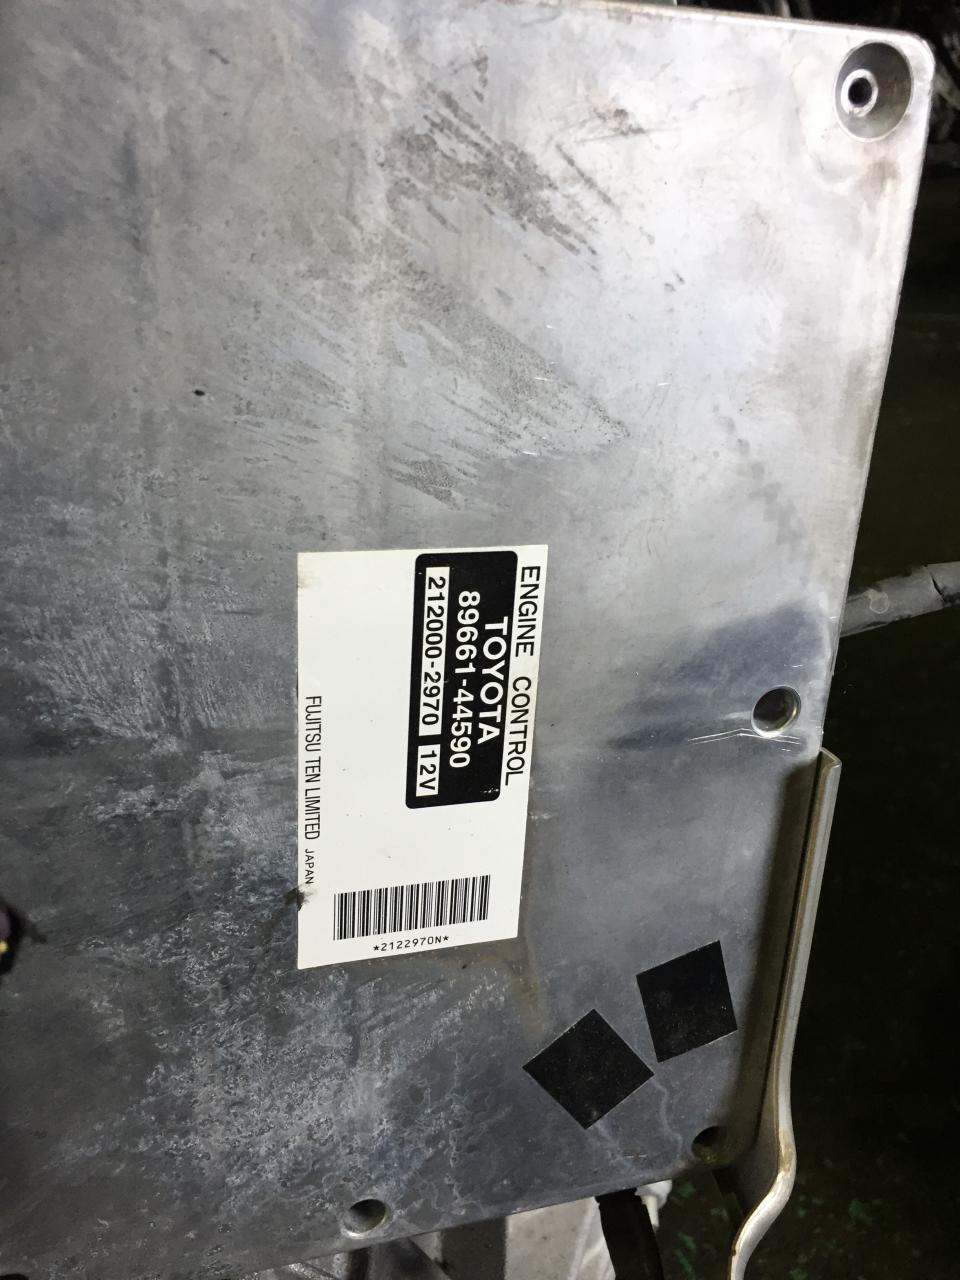 ENGINE CONTROL
TOYOTA
89661-44590
212000-2970 12V
FUJITSU TEN LIMITED JAPAN
*2122970N*